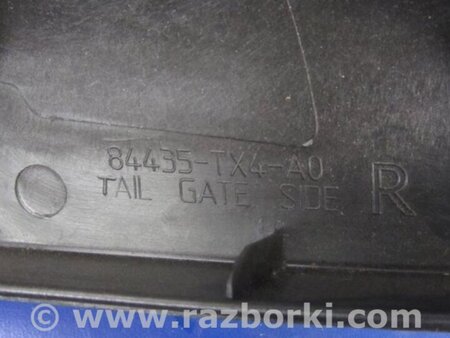 84435-TX4-A0
TAIL GATE SIDE R
www.razborki.com